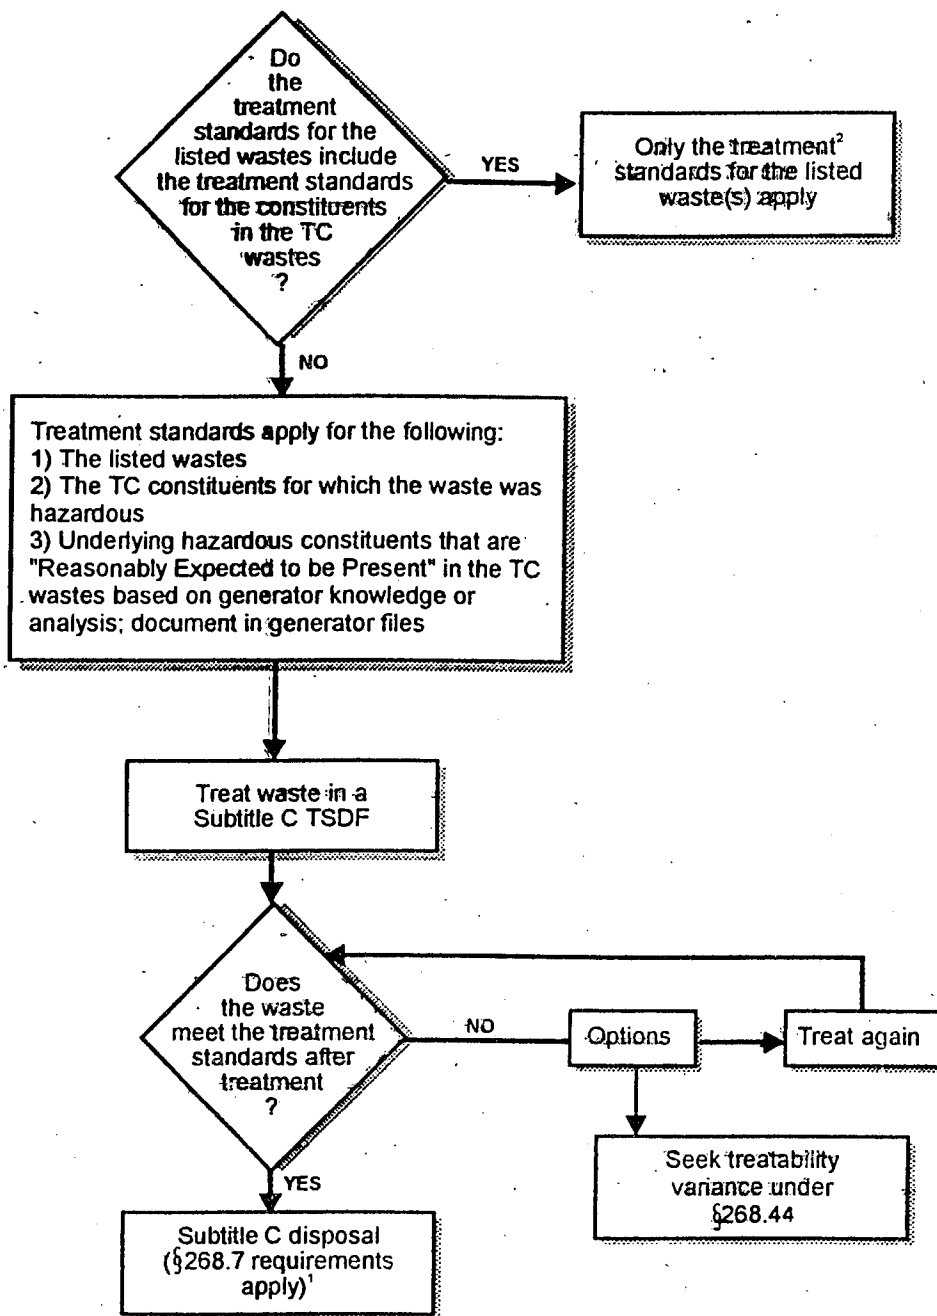 Do
the
treatment
standards for the
listed wastes include
the treatment standards
for the constituents
in the TC
wastes
?
YES
Only the treatment²
standards for the listed
waste(s) apply
NO
Treatment standards apply for the following:
1) The listed wastes
2) The TC constituents for which the waste was
hazardous
3) Underlying hazardous constituents that are
"Reasonably Expected to be Present" in the TC
wastes based on generator knowledge or
analysis; document in generator files
Treat waste in a
Subtitle C TSDF
Does
the waste
meet the treatment
standards after
treatment
?
NO
Options
Treat again
Seek treatability
variance under
§268.44
YES
Subtitle C disposal
(§268.7 requirements
apply)¹